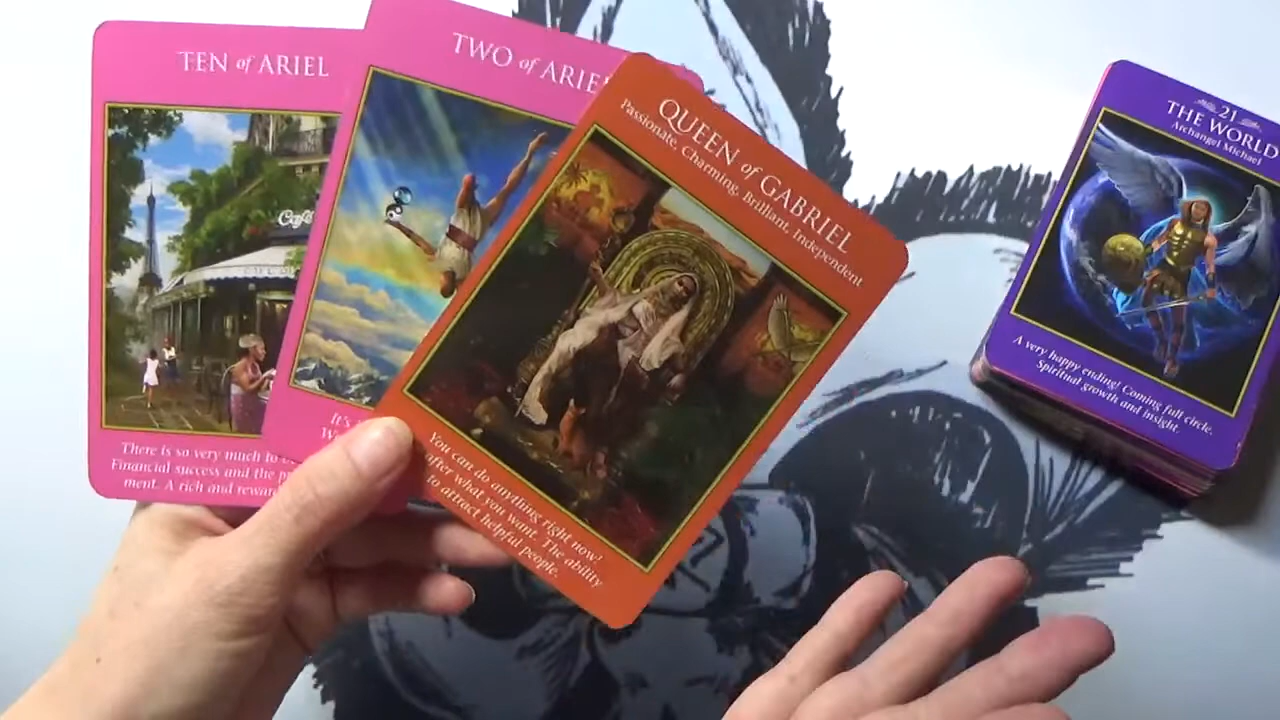 TEN of ARIEL
Café
There is so very much to
Financial success and the
ment. A rich and
TWO of
It's
QUEEN of GABRIEL
Passionate, Charming, Brilliant, Independent
You can do anything right now!
after what you want. The ability
to attract helpful people.
21
THE WORLD
Archangel Michael
A very happy ending! Coming full circle.
Spiritual growth and insight.